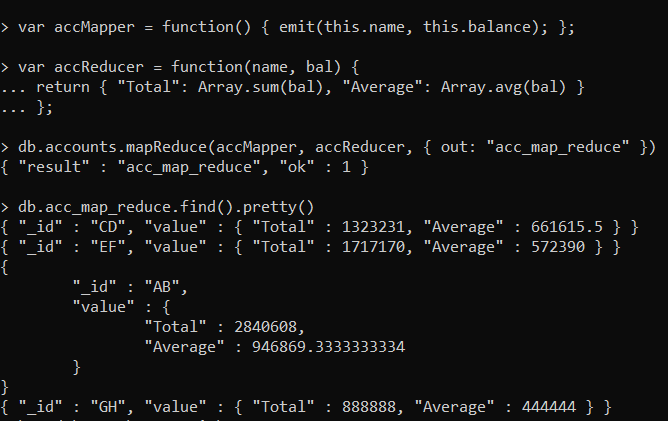 > var accMapper = function() { emit(this.name, this.balance); };
> var accReducer = function(name, bal) {
... return { "Total": Array.sum(bal), "Average": Array.avg(bal) }
... };
> db.accounts.mapReduce(accMapper, accReducer, { out: "acc_map_reduce" })
{ "result" : "acc_map_reduce", "ok" : 1 }
> db.acc_map_reduce.find().pretty()
{ "_id" : "CD", "value" : { "Total" : 1323231, "Average" : 661615.5 } }
{ "_id" : "EF", "value" : { "Total" : 1717170, "Average" : 572390 } }
{
        "_id" : "AB",
        "value" : {
                "Total" : 2840608,
                "Average" : 946869.3333333334
        }
}
{ "_id" : "GH", "value" : { "Total" : 888888, "Average" : 444444 } }